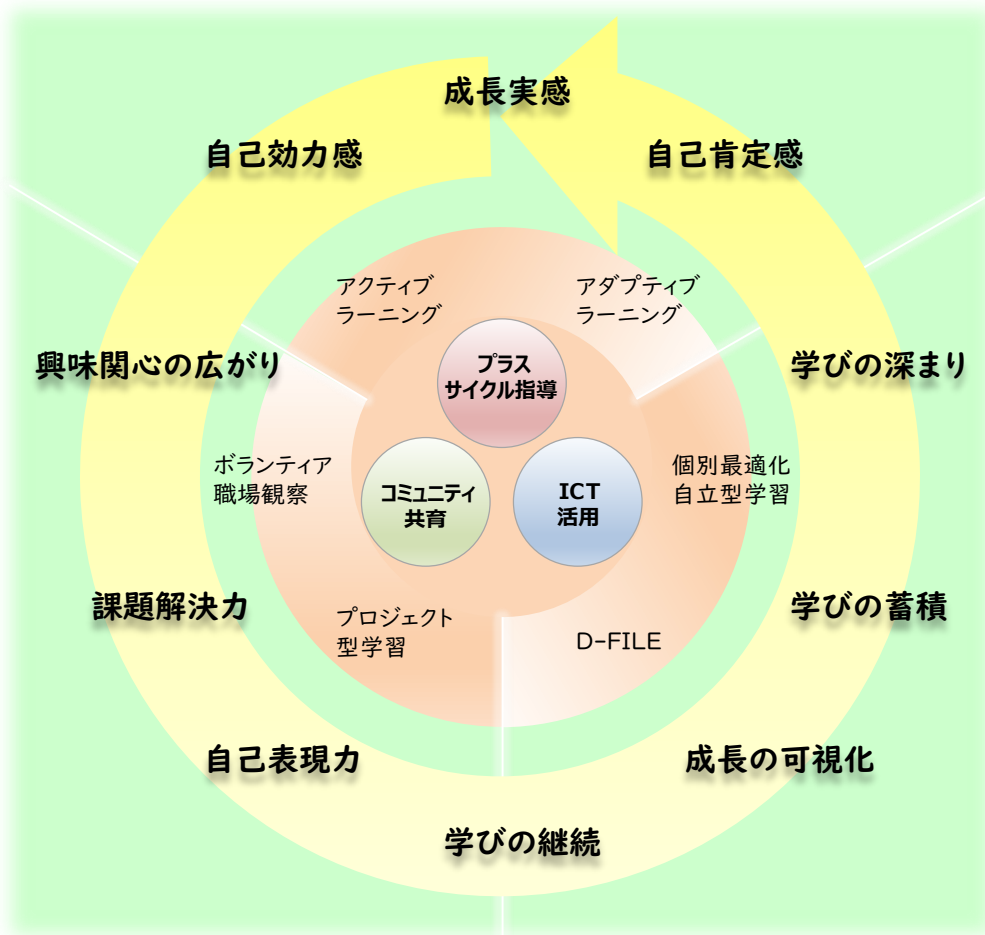 成長実感
自己効力感
自己肯定感
アクティブ
ラーニング
アダプティブ
ラーニング
プラス
サイクル指導
興味関心の広がり
学びの深まり
ボランティア
職場観察
コミュニティ
共育
ICT
活用
個別最適化
自立型学習
課題解決力
学びの蓄積
プロジェクト
型学習
D-FILE
自己表現力
成長の可視化
学びの継続